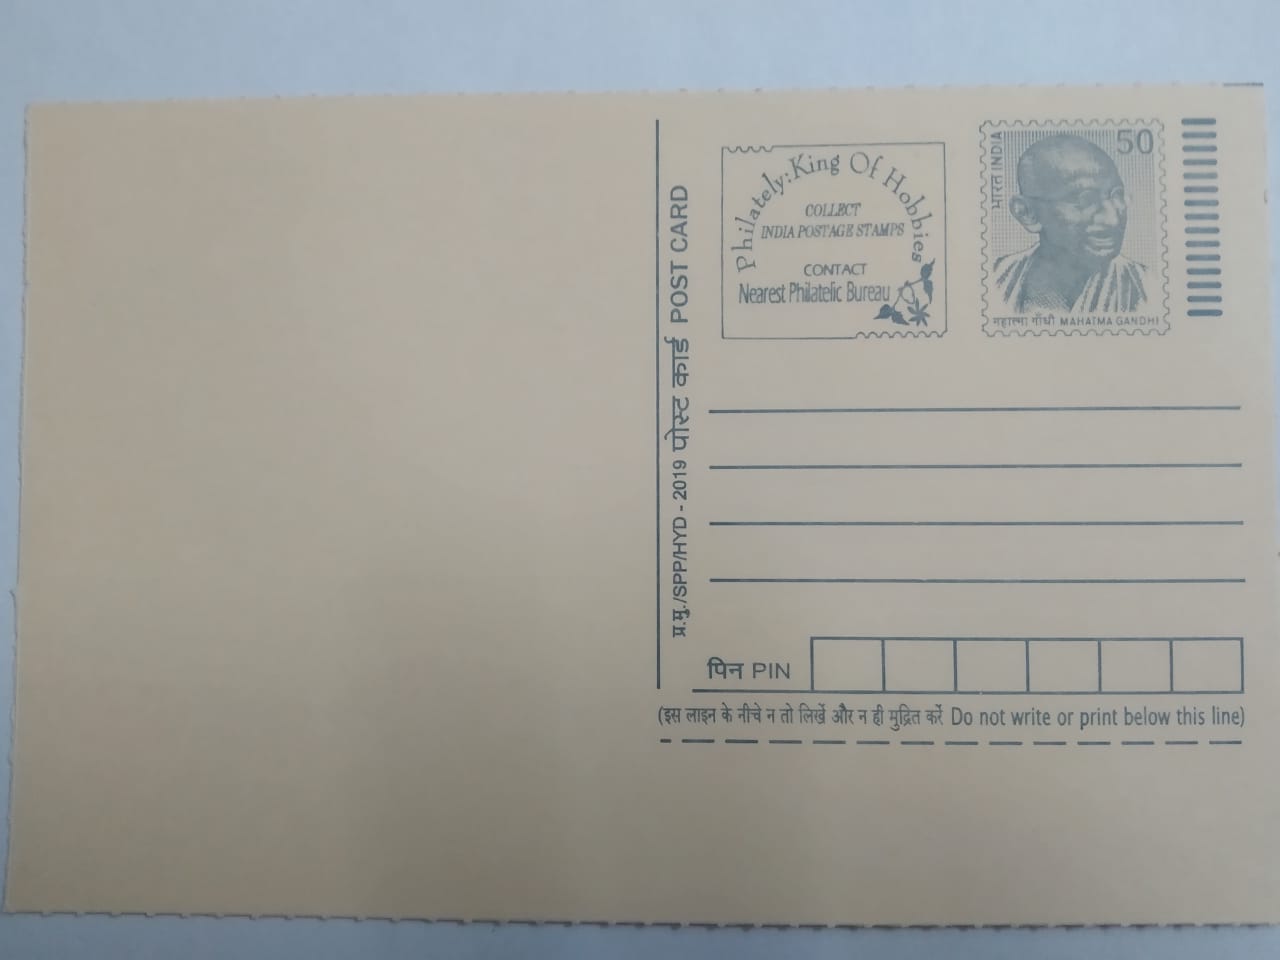 Philately: King Of Hobbies
COLLECT
INDIA POSTAGE STAMPS
CONTACT
Nearest Philatelic Bureau
भारत INDIA
50
महात्मा गाँधी MAHATMA GANDHI
प्र.मु./SPP/HYD - 2019 पोस्ट कार्ड POST CARD
पिन PIN
(इस लाइन के नीचे न तो लिखें और न ही मुद्रित करें Do not write or print below this line)